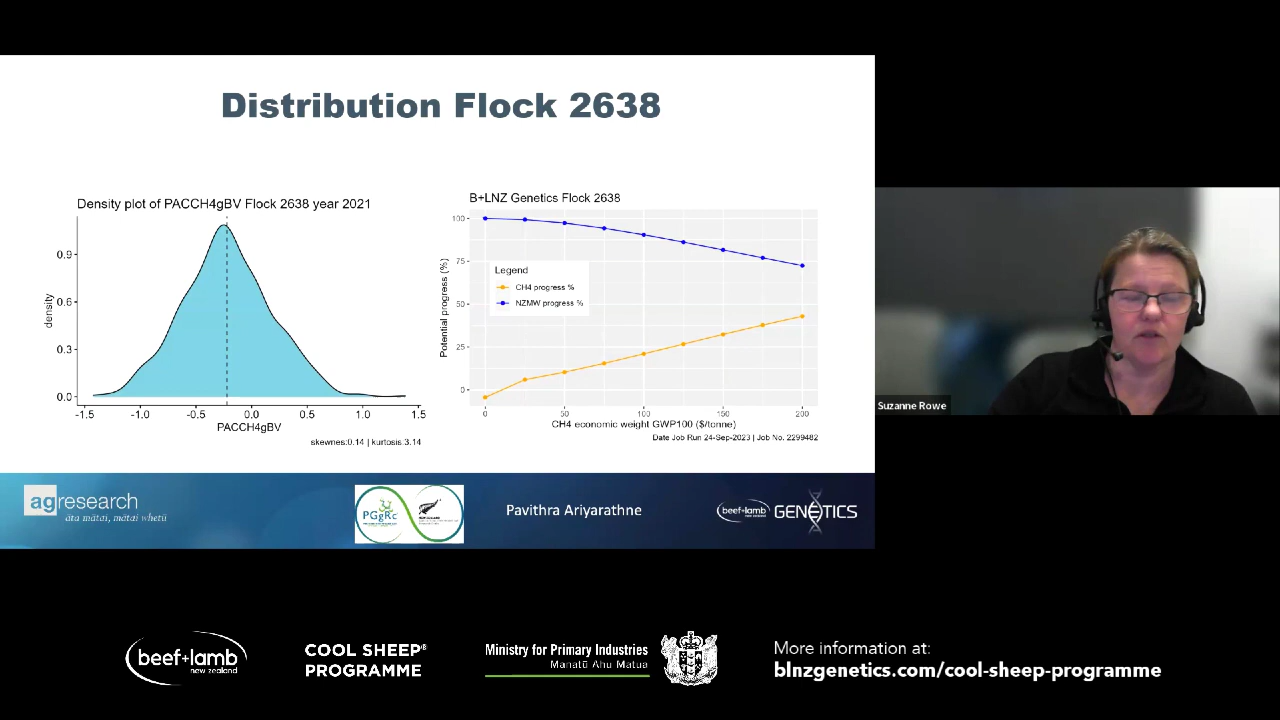 Distribution Flock 2638
Density plot of PACCH4gBV Flock 2638 year 2021
density
0.9
0.6
0.3
0.0
-1.5 -1.0 -0.5 0.0 0.5 1.0 1.5
PACCH4gBV
skewnes:0.14 | kurtosis:3.14
B+LNZ Genetics Flock 2638
Potential progress (%)
100
75
50
25
0
Legend
CH4 progress %
NZMW progress %
0 50 100 150 200
CH4 economic weight GWP100 ($/tonne)
Date Job Run 24-Sep-2023 | Job No. 2299482
Suzanne Rowe
agresearch
āta mātai, mātai whetū
PGgRc
Pavithra Ariyarathne
beef+lamb
new zealand
GENETICS
beef+lamb
new zealand
COOL SHEEP®
PROGRAMME
Ministry for Primary Industries
Manatū Ahu Matua
More information at:
blnzgenetics.com/cool-sheep-programme